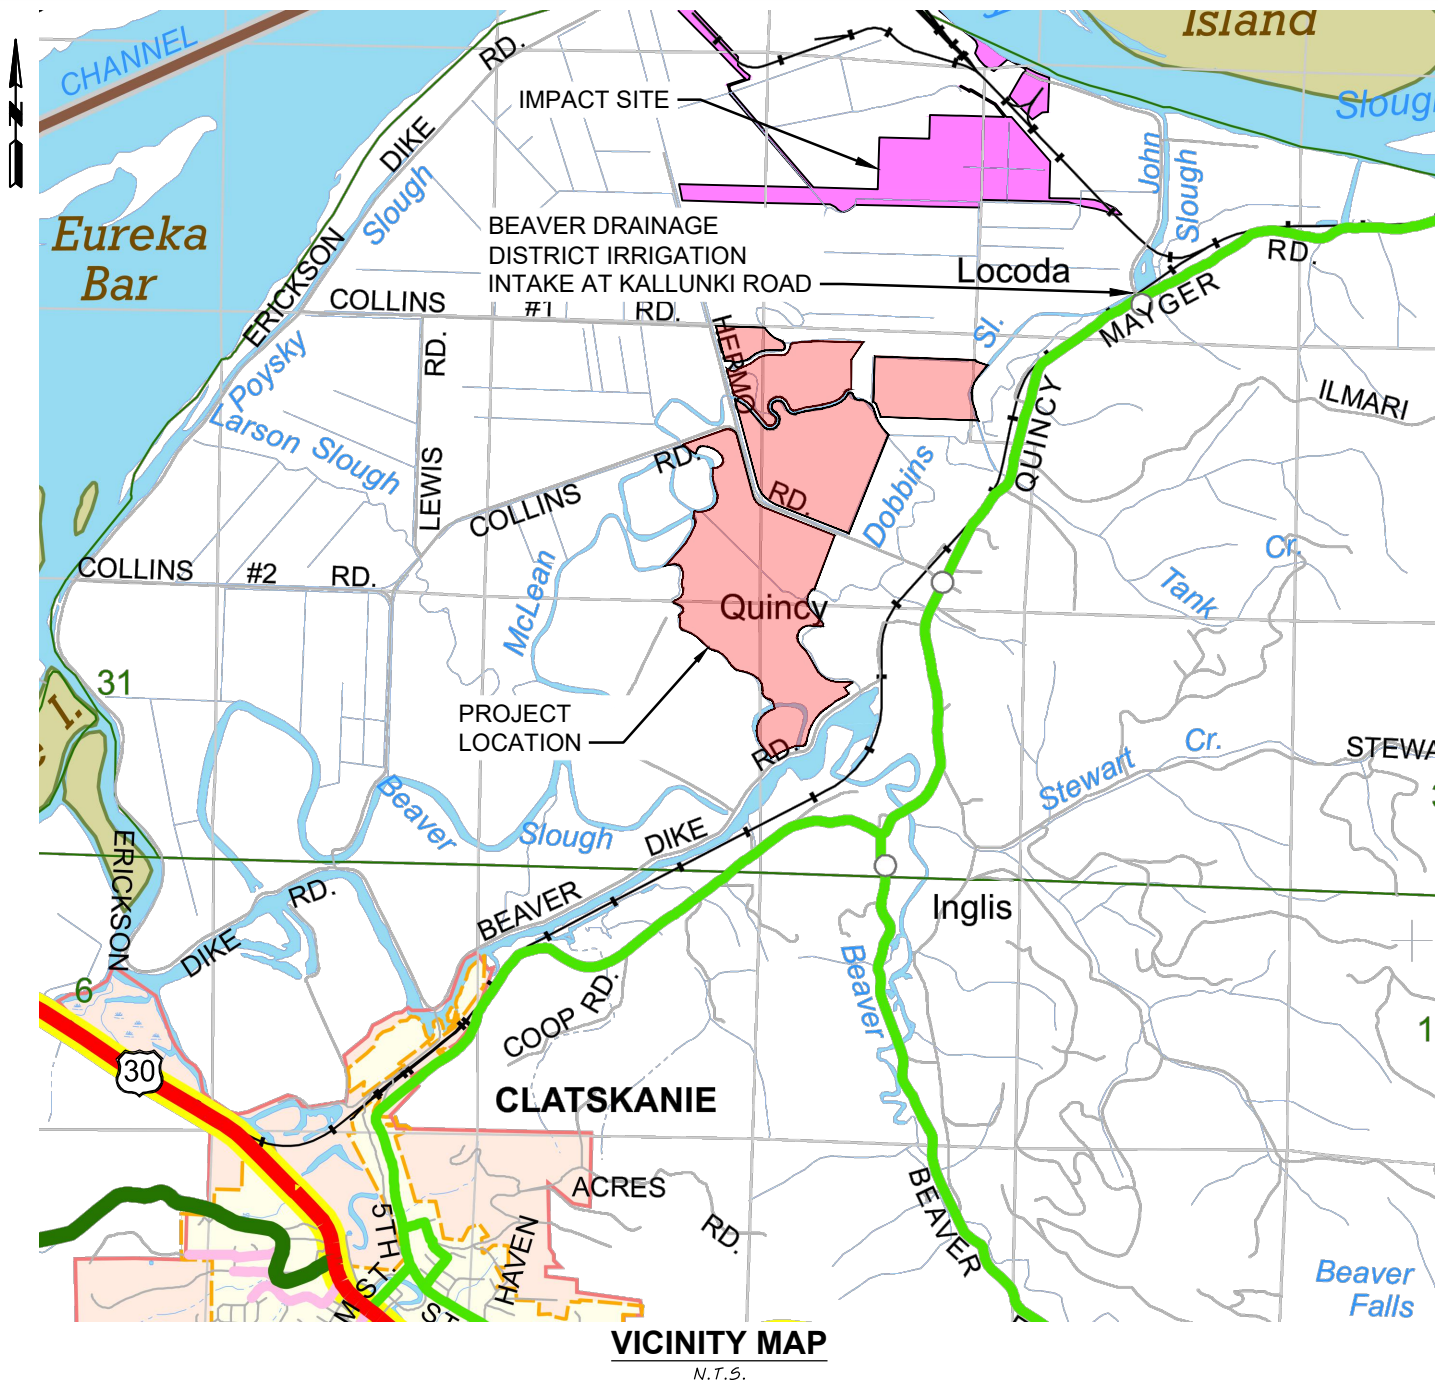 Island
CHANNEL
RD.
Slough
N
IMPACT SITE
DIKE
Slough
John
Slough
Eureka
Bar
BEAVER DRAINAGE
DISTRICT IRRIGATION
INTAKE AT KALLUNKI ROAD
ERICKSON
Locoda
RD.
COLLINS #1 RD.
MAYGER
HERMO
Sl.
RD.
Poysky
ILMARI
Larson Slough
QUINCY
RD.
LEWIS
COLLINS
RD.
Dobbins
COLLINS #2 RD.
Cr.
Tank
McLean
Quincy
31
I.
PROJECT
LOCATION
RD.
Cr.
Stewart
STEWA
Beaver
Slough
DIKE
ERICKSON
RD.
BEAVER
DIKE
Inglis
Beaver
6
RD.
COOP
30
CLATSKANIE
1
ACRES
RD.
BEAVER
5TH.
HAVEN
ST.
M
ST
Beaver
Falls
VICINITY MAP
N.T.S.